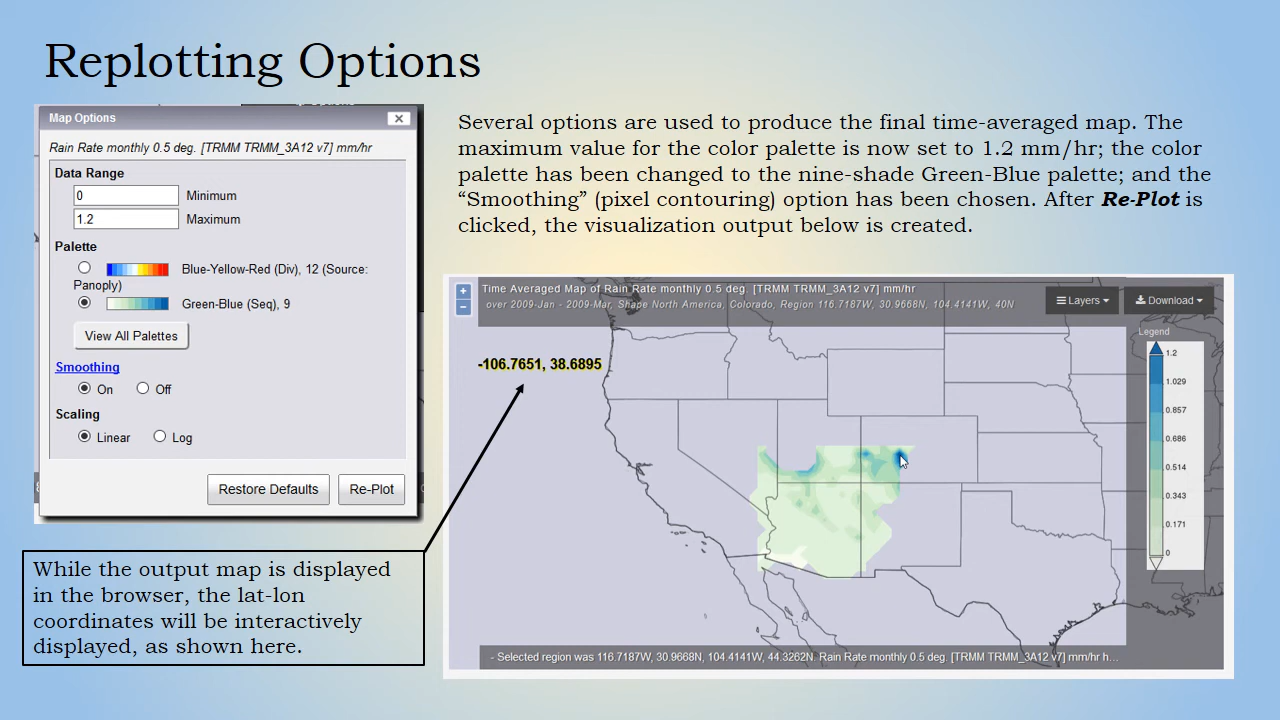 Replotting Options
Map Options
Rain Rate monthly 0.5 deg. [TRMM TRMM_3A12 v7] mm/hr
Data Range
0 Minimum
1.2 Maximum
Palette
Blue-Yellow-Red (Div), 12 (Source:
Panoply)
Green-Blue (Seq), 9
View All Palettes
Smoothing
On Off
Scaling
Linear Log
Restore Defaults Re-Plot
Several options are used to produce the final time-averaged map. The
maximum value for the color palette is now set to 1.2 mm/hr; the color
palette has been changed to the nine-shade Green-Blue palette; and the
“Smoothing” (pixel contouring) option has been chosen. After Re-Plot is
clicked, the visualization output below is created.
Time Averaged Map of Rain Rate monthly 0.5 deg. [TRMM TRMM_3A12 v7] mm/hr
over 2009-Jan - 2009-Mar, Shape North America, Colorado, Region 116.7187W, 30.9668N, 104.4141W, 40N
Layers Download
Legend
1.2
1.029
0.857
0.686
0.514
0.343
0.171
0
-106.7651, 38.6895
- Selected region was 116.7187W, 30.9668N, 104.4141W, 44.3262N. Rain Rate monthly 0.5 deg. [TRMM TRMM_3A12 v7] mm/hr h...
While the output map is displayed
in the browser, the lat-lon
coordinates will be interactively
displayed, as shown here.